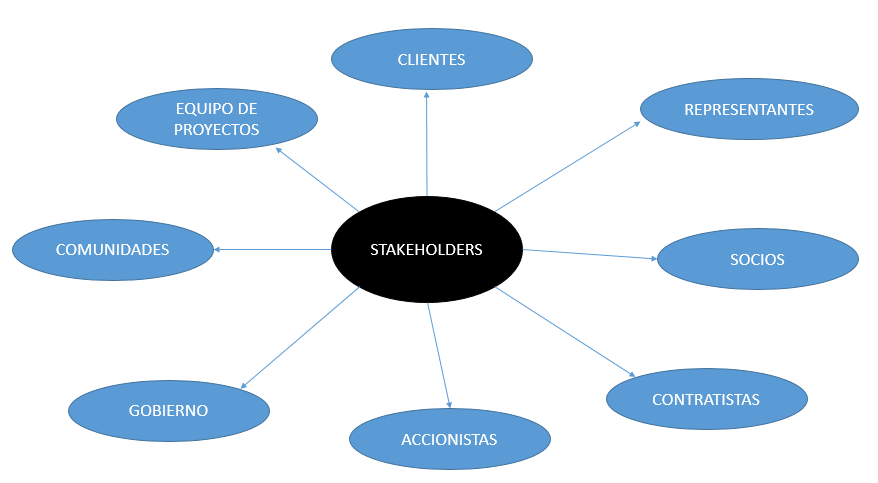 CLIENTES
EQUIPO DE
PROYECTOS
REPRESENTANTES
COMUNIDADES
STAKEHOLDERS
SOCIOS
GOBIERNO
CONTRATISTAS
ACCIONISTAS